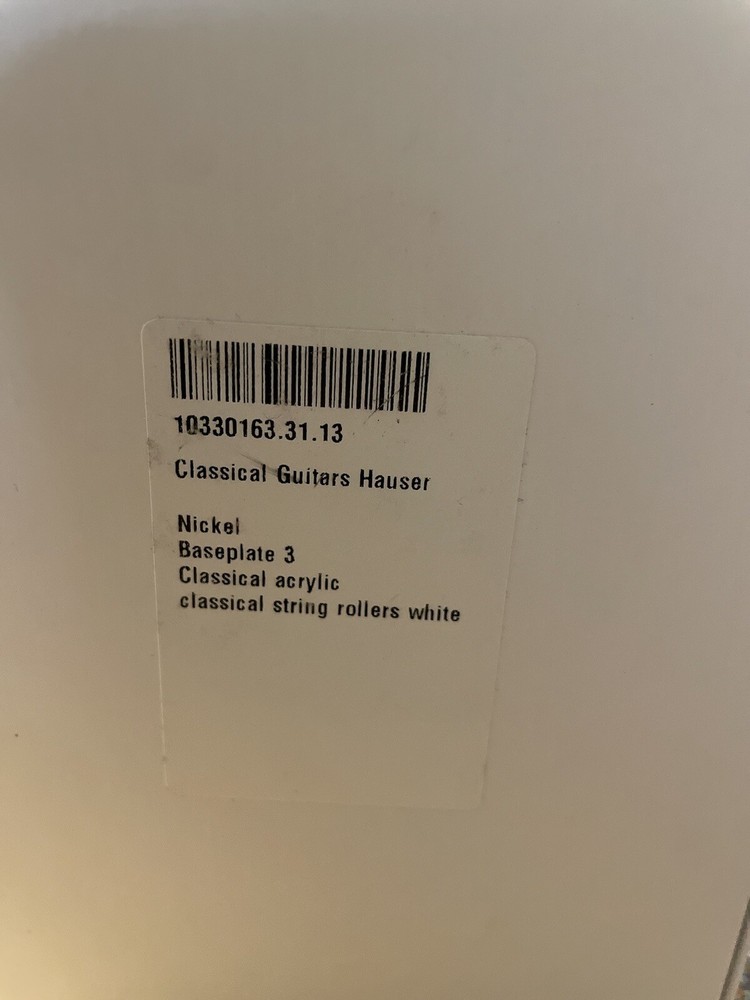 10330163.31.13
Classical Guitars Hauser
Nickel
Baseplate 3
Classical acrylic
classical string rollers white